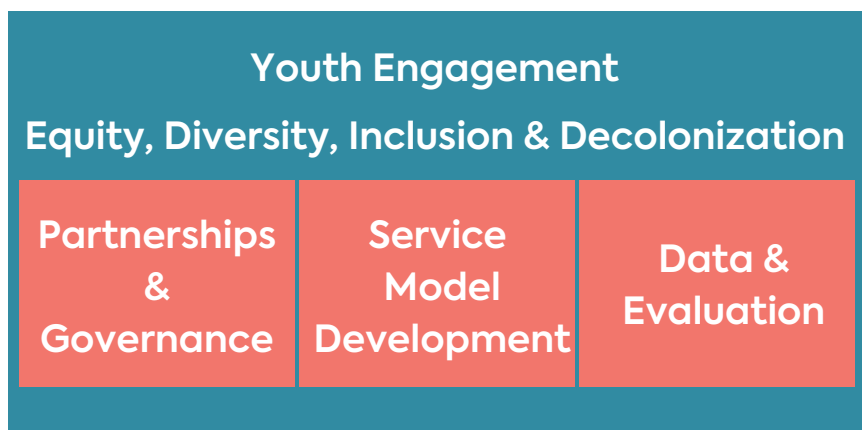 Youth Engagement
Equity, Diversity, Inclusion & Decolonization
Partnerships
&
Governance
Service
Model
Development
Data &
Evaluation